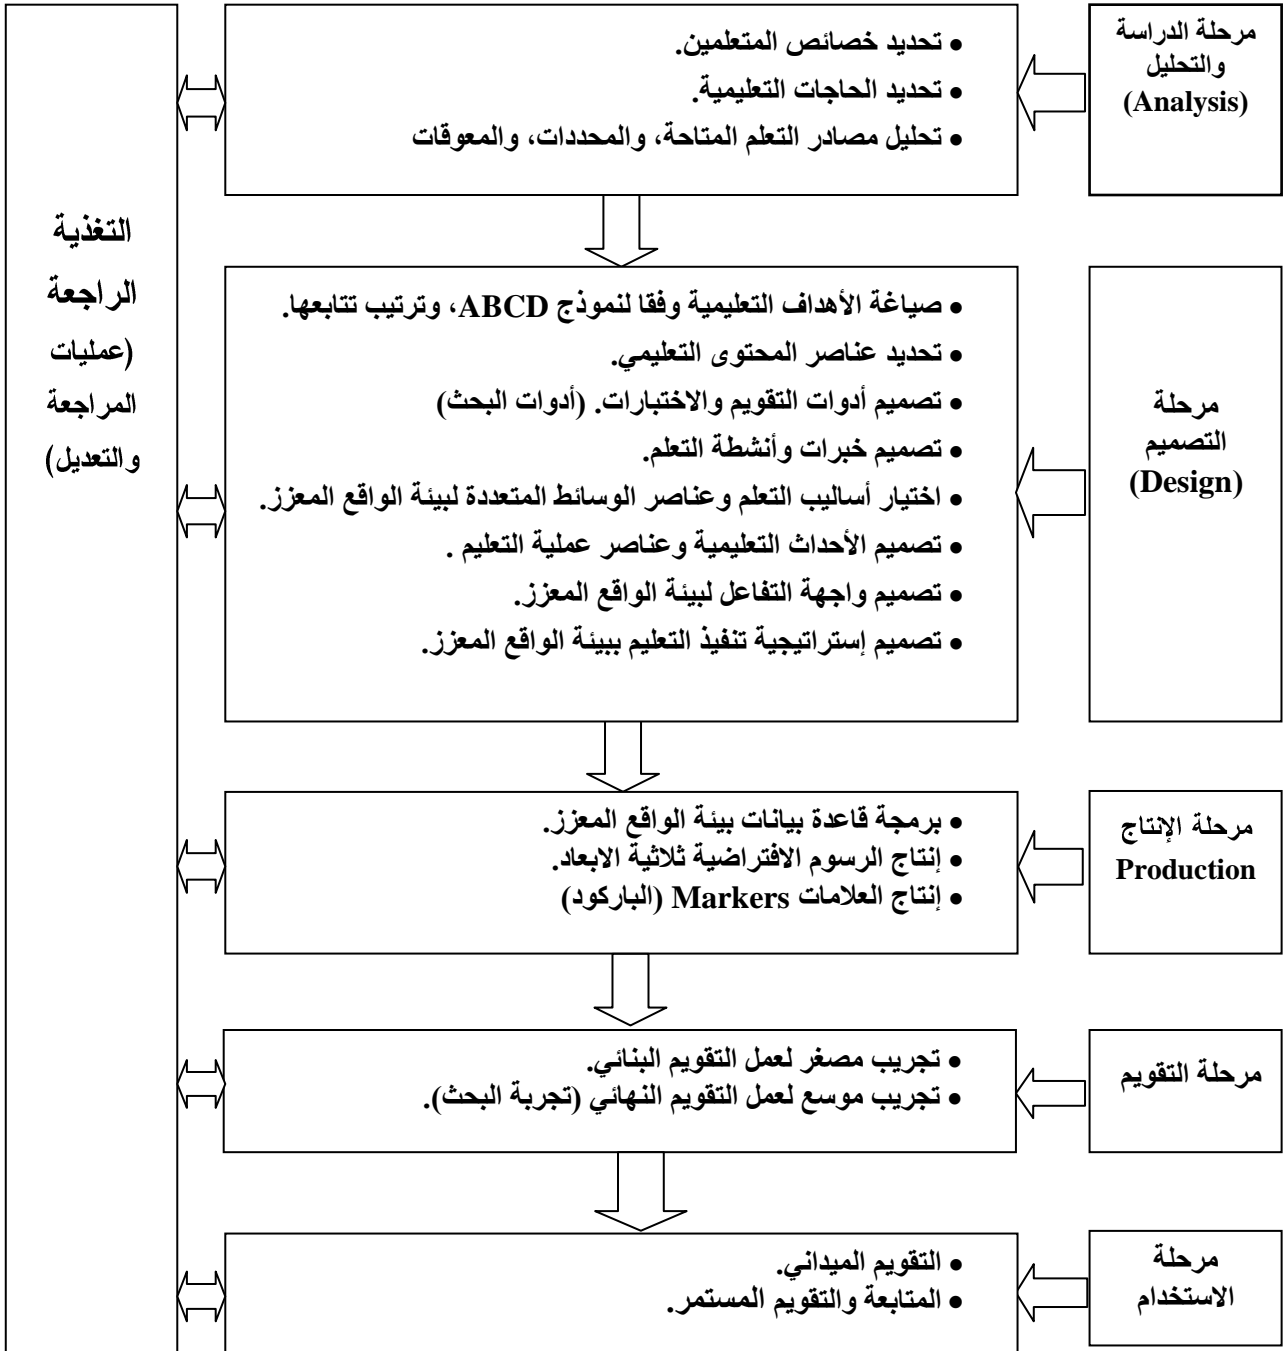 مرحلة الدراسة
والتحليل
(Analysis)
• تحديد خصائص المتعلمين.
• تحديد الحاجات التعليمية.
• تحليل مصادر التعلم المتاحة، والمحددات، والمعوقات
مرحلة
التصميم
(Design)
• صياغة الأهداف التعليمية وفقا لنموذج ABCD، وترتيب تتابعها.
• تحديد عناصر المحتوى التعليمي.
• تصميم أدوات التقويم والاختبارات. (أدوات البحث)
• تصميم خبرات وأنشطة التعلم.
• اختيار أساليب التعلم وعناصر الوسائط المتعددة لبيئة الواقع المعزز.
• تصميم الأحداث التعليمية وعناصر عملية التعليم .
• تصميم واجهة التفاعل لبيئة الواقع المعزز.
• تصميم إستراتيجية تنفيذ التعليم ببيئة الواقع المعزز.
مرحلة الإنتاج
Production
• برمجة قاعدة بيانات بيئة الواقع المعزز.
• إنتاج الرسوم الافتراضية ثلاثية الابعاد.
• إنتاج العلامات Markers (الباركود)
مرحلة التقويم
• تجريب مصغر لعمل التقويم البنائي.
• تجريب موسع لعمل التقويم النهائي (تجربة البحث).
مرحلة
الاستخدام
• التقويم الميداني.
• المتابعة والتقويم المستمر.
التغذية
الراجعة
(عمليات
المراجعة
والتعديل)